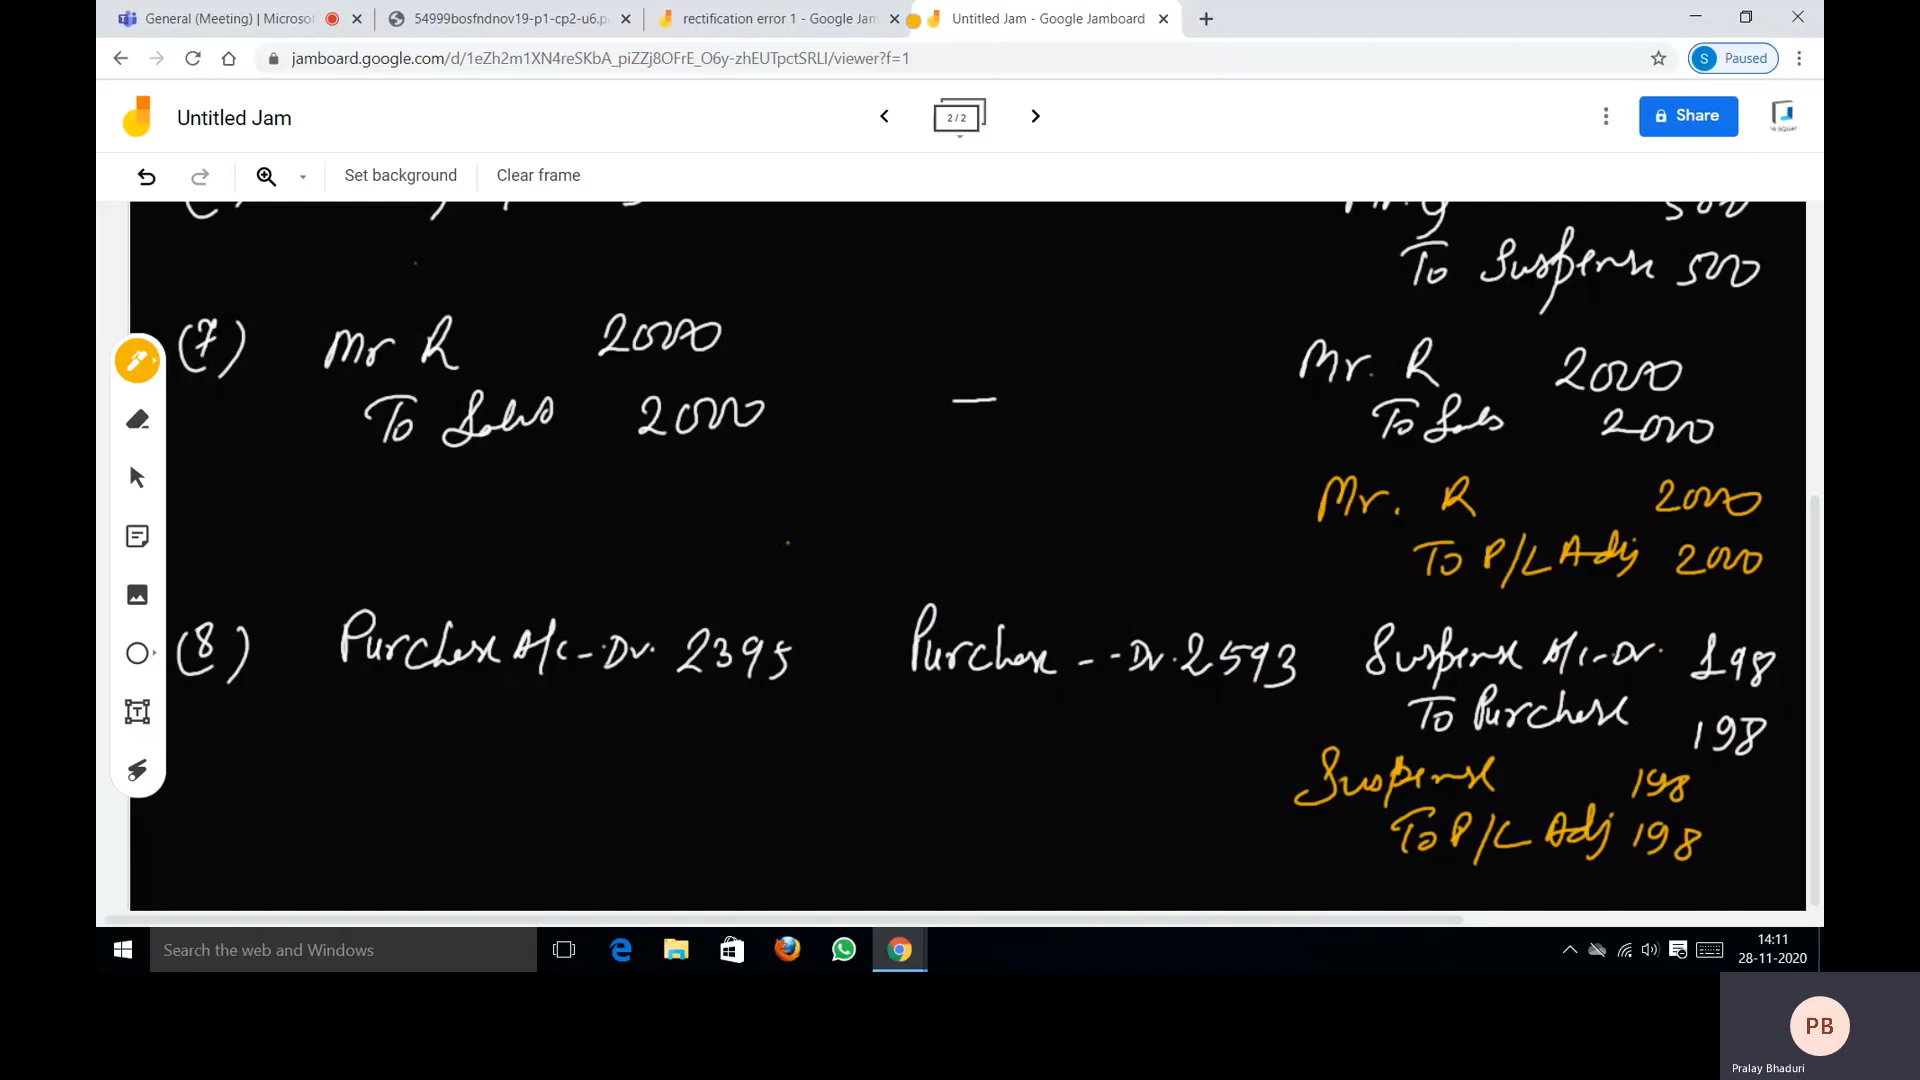 General (Meeting) | Microso
54999bosfndnov19-p1-cp2-u6.p
rectification error 1 - Google Jam
Untitled Jam - Google Jamboard
jamboard.google.com/d/1eZh2m1XN4reSKbA_piZZj8OFrE_O6y-zhEUTpctSRLI/viewer?f=1
S Paused
Untitled Jam
2 / 2
Share
Set background
Clear frame
500
To Suspense 500
(7) Mr R 2000
To Sales 2000
—
Mr. R 2000
To Sales 2000
Mr. R 2000
To P/L Adj 2000
(8) Purchase A/c - Dr. 2395
Purchase - - Dr. 2593
Suspense A/c - Dr. 198
To Purchase 198
Suspense 198
To P/L Adj 198
Search the web and Windows
14:11
28-11-2020
PB
Pralay Bhaduri